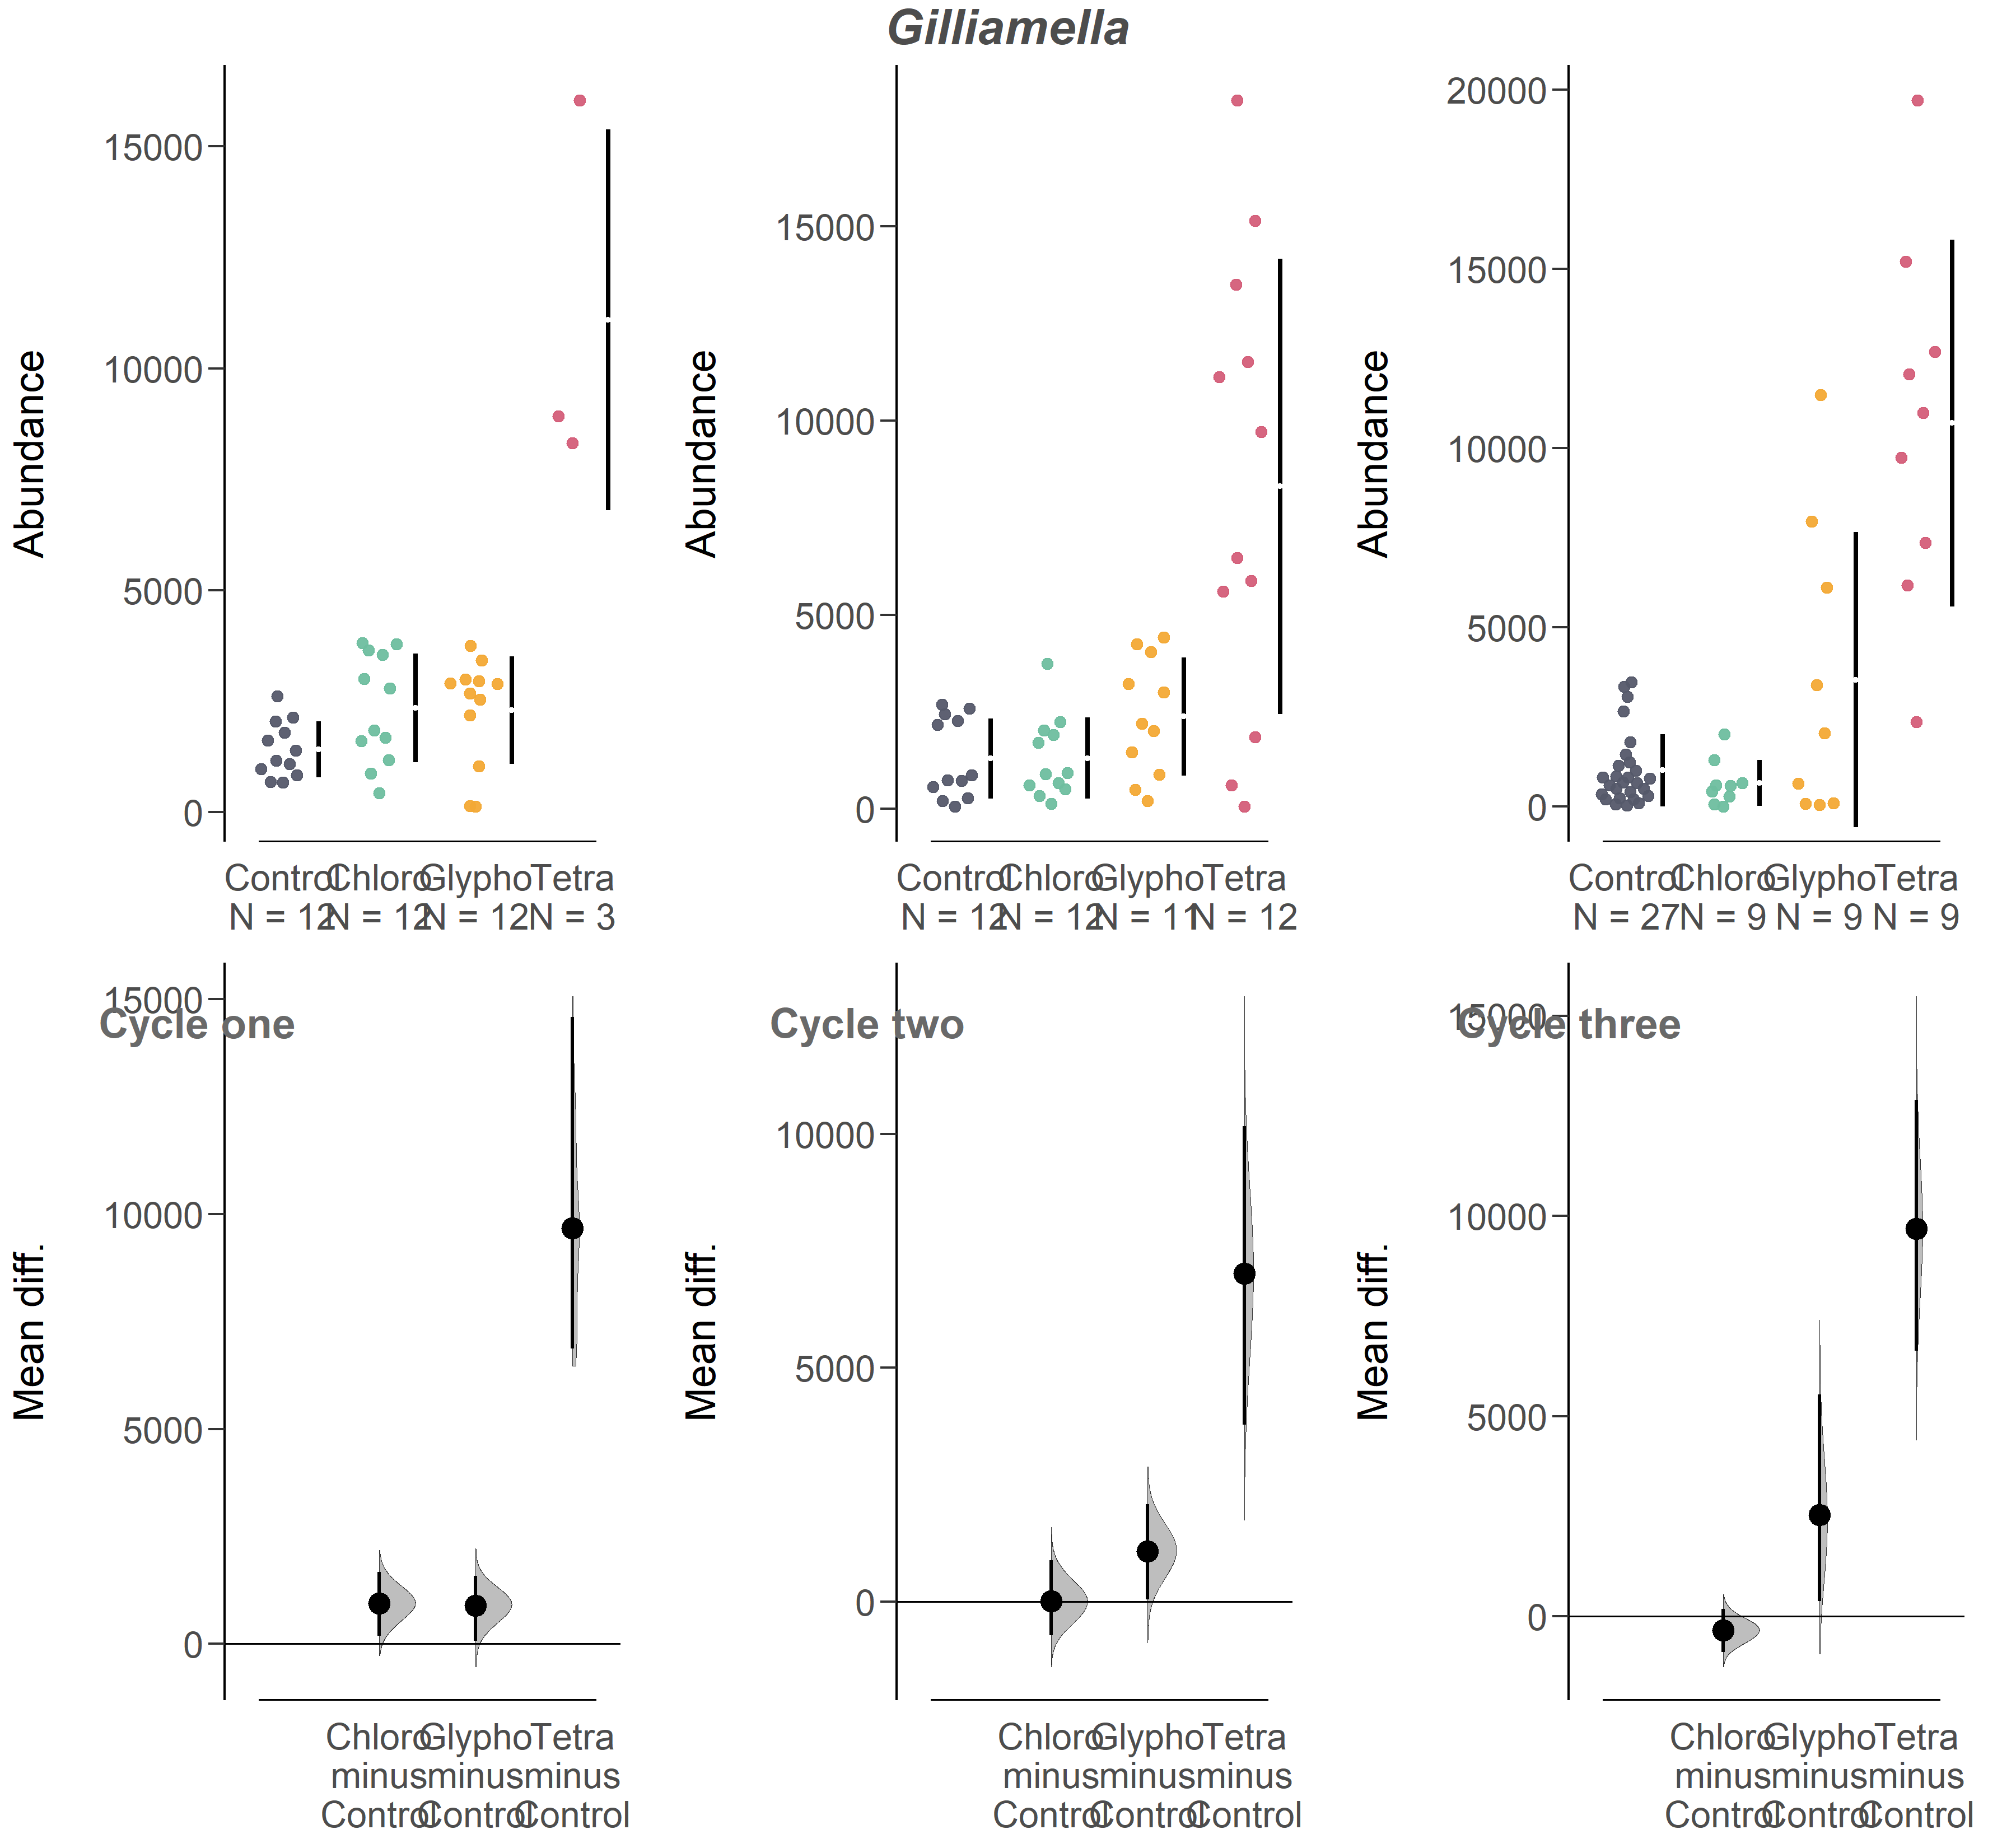 Gilliamella
Abundance
15000
10000
5000
0
Control Chloro Glypho Tetra
N = 12 N = 12 N = 12 N = 3
Abundance
15000
10000
5000
0
Control Chloro Glypho Tetra
N = 12 N = 12 N = 11 N = 12
Abundance
20000
15000
10000
5000
0
Control Chloro Glypho Tetra
N = 27 N = 9 N = 9 N = 9
Cycle one
Mean diff.
15000
10000
5000
0
Chloro Glypho Tetra
minus minus minus
Control Control Control
Cycle two
Mean diff.
10000
5000
0
Chloro Glypho Tetra
minus minus minus
Control Control Control
Cycle three
Mean diff.
15000
10000
5000
0
Chloro Glypho Tetra
minus minus minus
Control Control Control